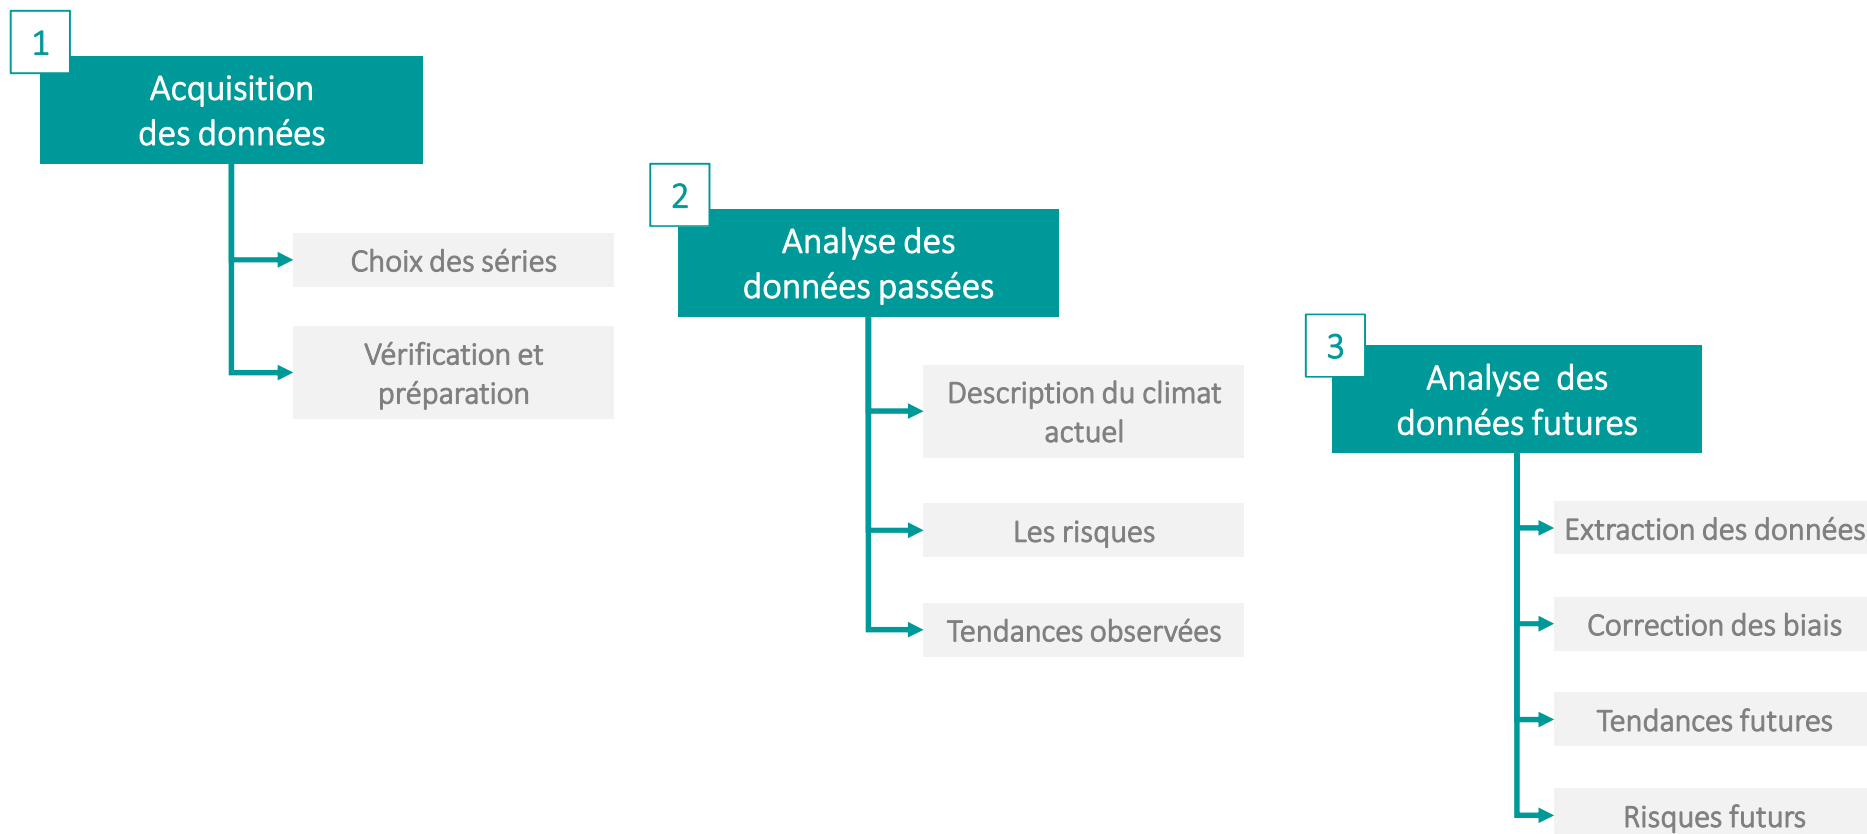 1
Acquisition
des données
Choix des séries
Vérification et
préparation
2
Analyse des
données passées
Description du climat
actuel
Les risques
Tendances observées
3
Analyse des
données futures
Extraction des données
Correction des biais
Tendances futures
Risques futurs